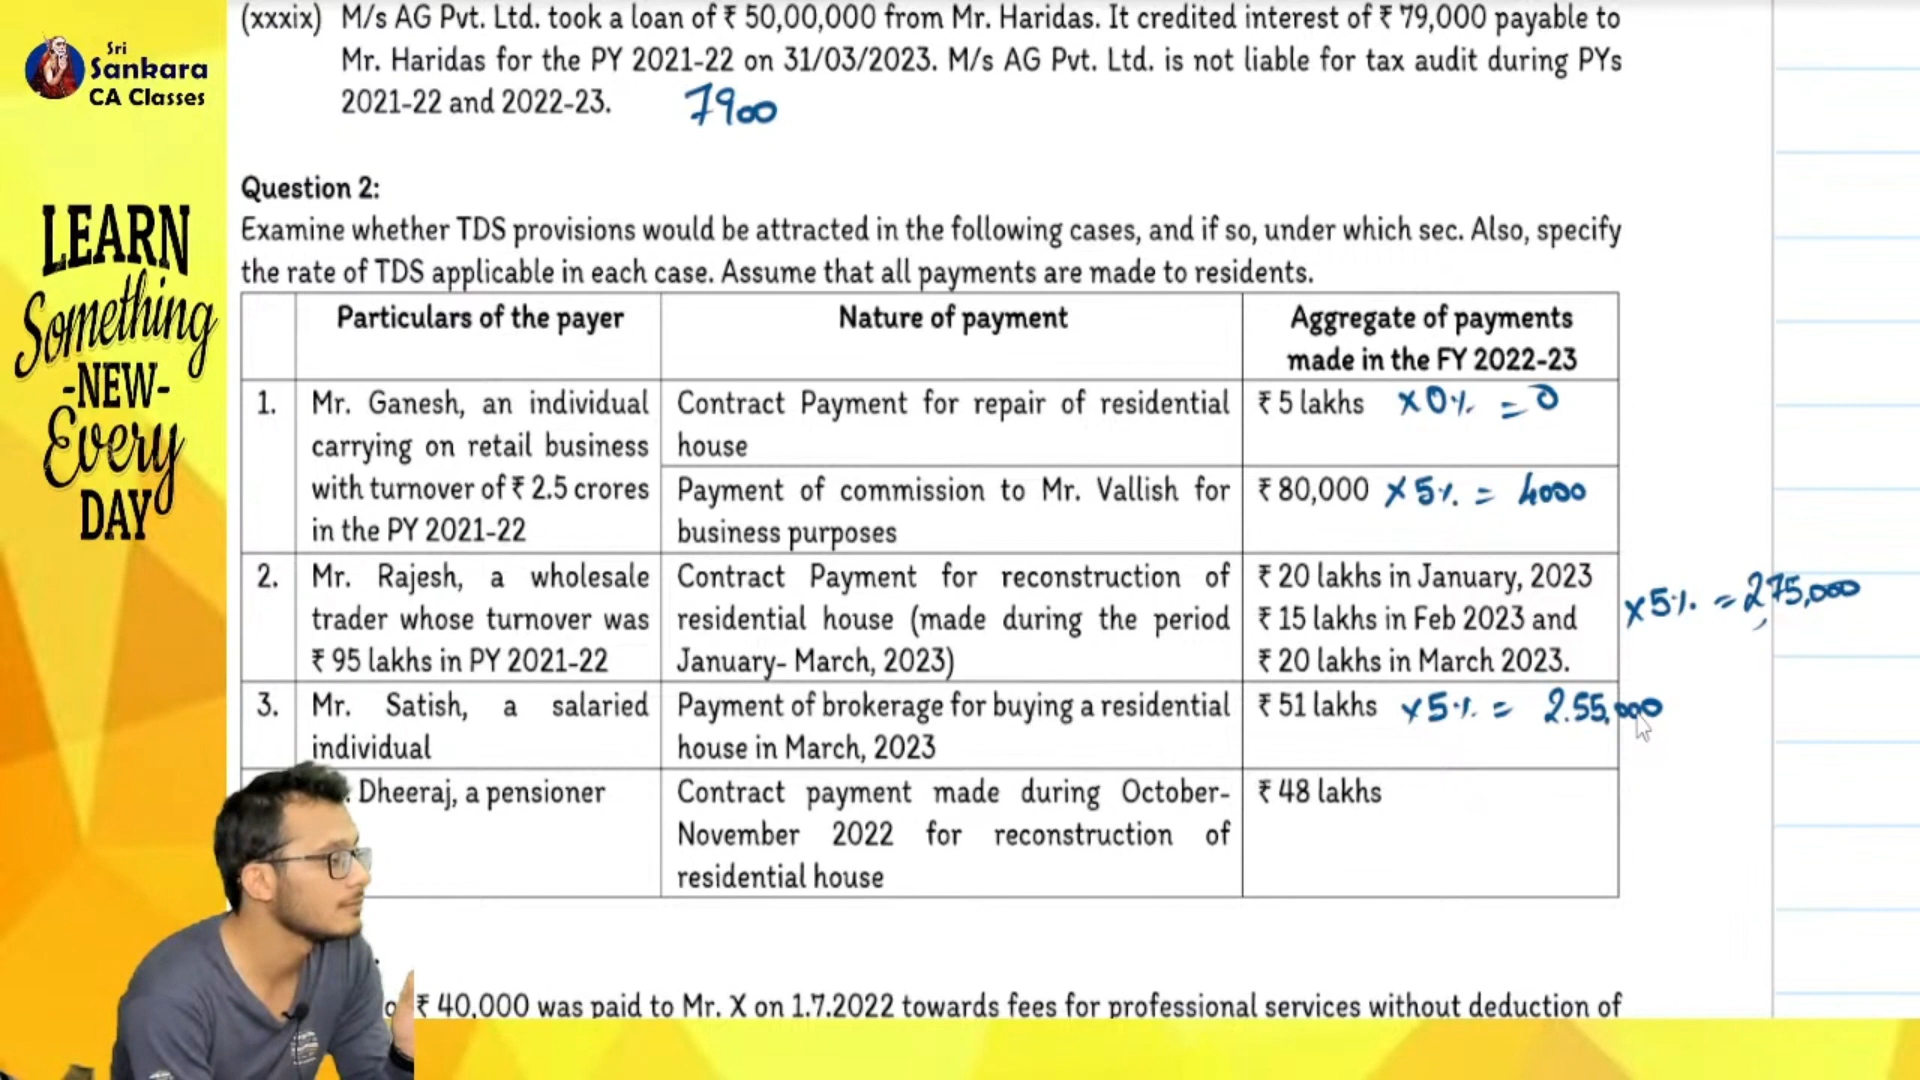 Sri
Sankara
CA Classes
LEARN
Something
-NEW-
Every
DAY
(xxxix) M/s AG Pvt. Ltd. took a loan of ₹ 50,00,000 from Mr. Haridas. It credited interest of ₹ 79,000 payable to
Mr. Haridas for the PY 2021-22 on 31/03/2023. M/s AG Pvt. Ltd. is not liable for tax audit during PYs
2021-22 and 2022-23. 7900
Question 2:
Examine whether TDS provisions would be attracted in the following cases, and if so, under which sec. Also, specify
the rate of TDS applicable in each case. Assume that all payments are made to residents.
Particulars of the payer
Nature of payment
Aggregate of payments
made in the FY 2022-23
1.
Mr. Ganesh, an individual
carrying on retail business
with turnover of ₹ 2.5 crores
in the PY 2021-22
Contract Payment for repair of residential
house
₹ 5 lakhs ×0% = 0
Payment of commission to Mr. Vallish for
business purposes
₹ 80,000 ×5% = 4000
2.
Mr. Rajesh, a wholesale
trader whose turnover was
₹ 95 lakhs in PY 2021-22
Contract Payment for reconstruction of
residential house (made during the period
January- March, 2023)
₹ 20 lakhs in January, 2023
₹ 15 lakhs in Feb 2023 and
₹ 20 lakhs in March 2023.
×5% = 2,75,000
3.
Mr. Satish, a salaried
individual
Payment of brokerage for buying a residential
house in March, 2023
₹ 51 lakhs ×5% = 2.55,000
Dheeraj, a pensioner
Contract payment made during October-
November 2022 for reconstruction of
residential house
₹ 48 lakhs
₹ 40,000 was paid to Mr. X on 1.7.2022 towards fees for professional services without deduction of